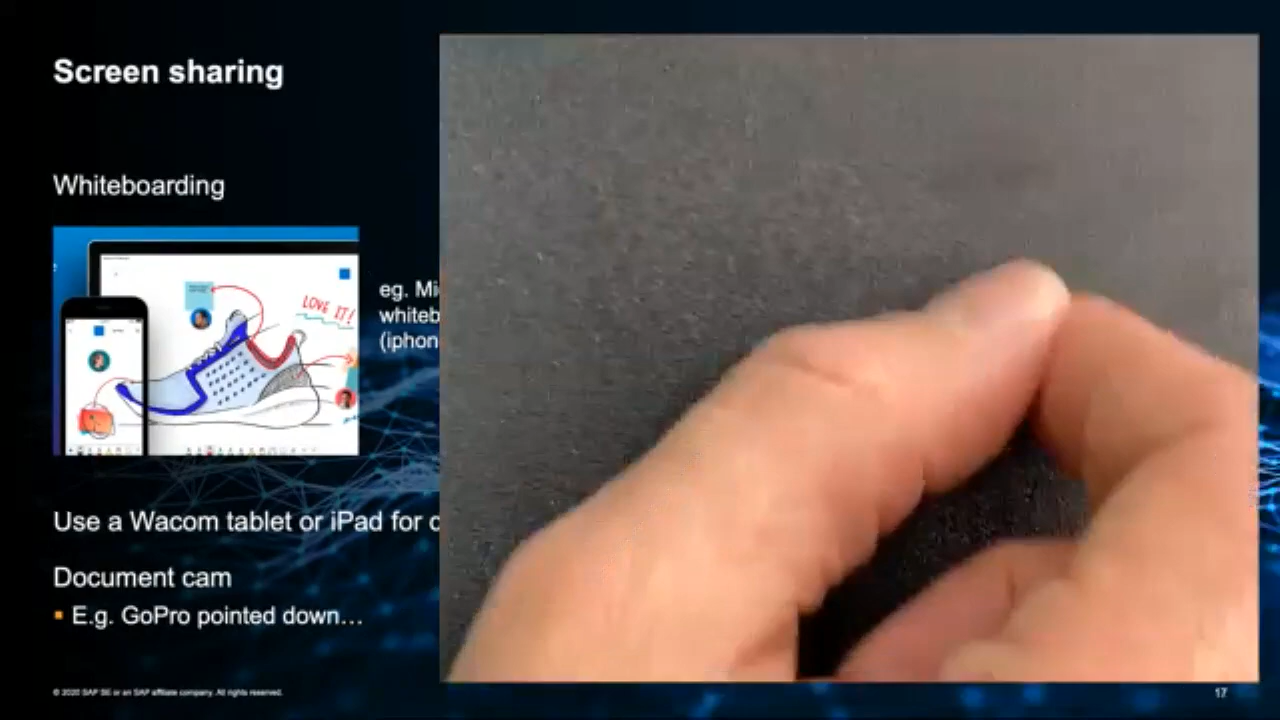 Screen sharing
Whiteboarding
LOVE IT!
eg. Mi
whiteb
(iphon
Use a Wacom tablet or iPad for
Document cam
▪ E.g. GoPro pointed down…
© 2020 SAP SE or an SAP affiliate company. All rights reserved.
17